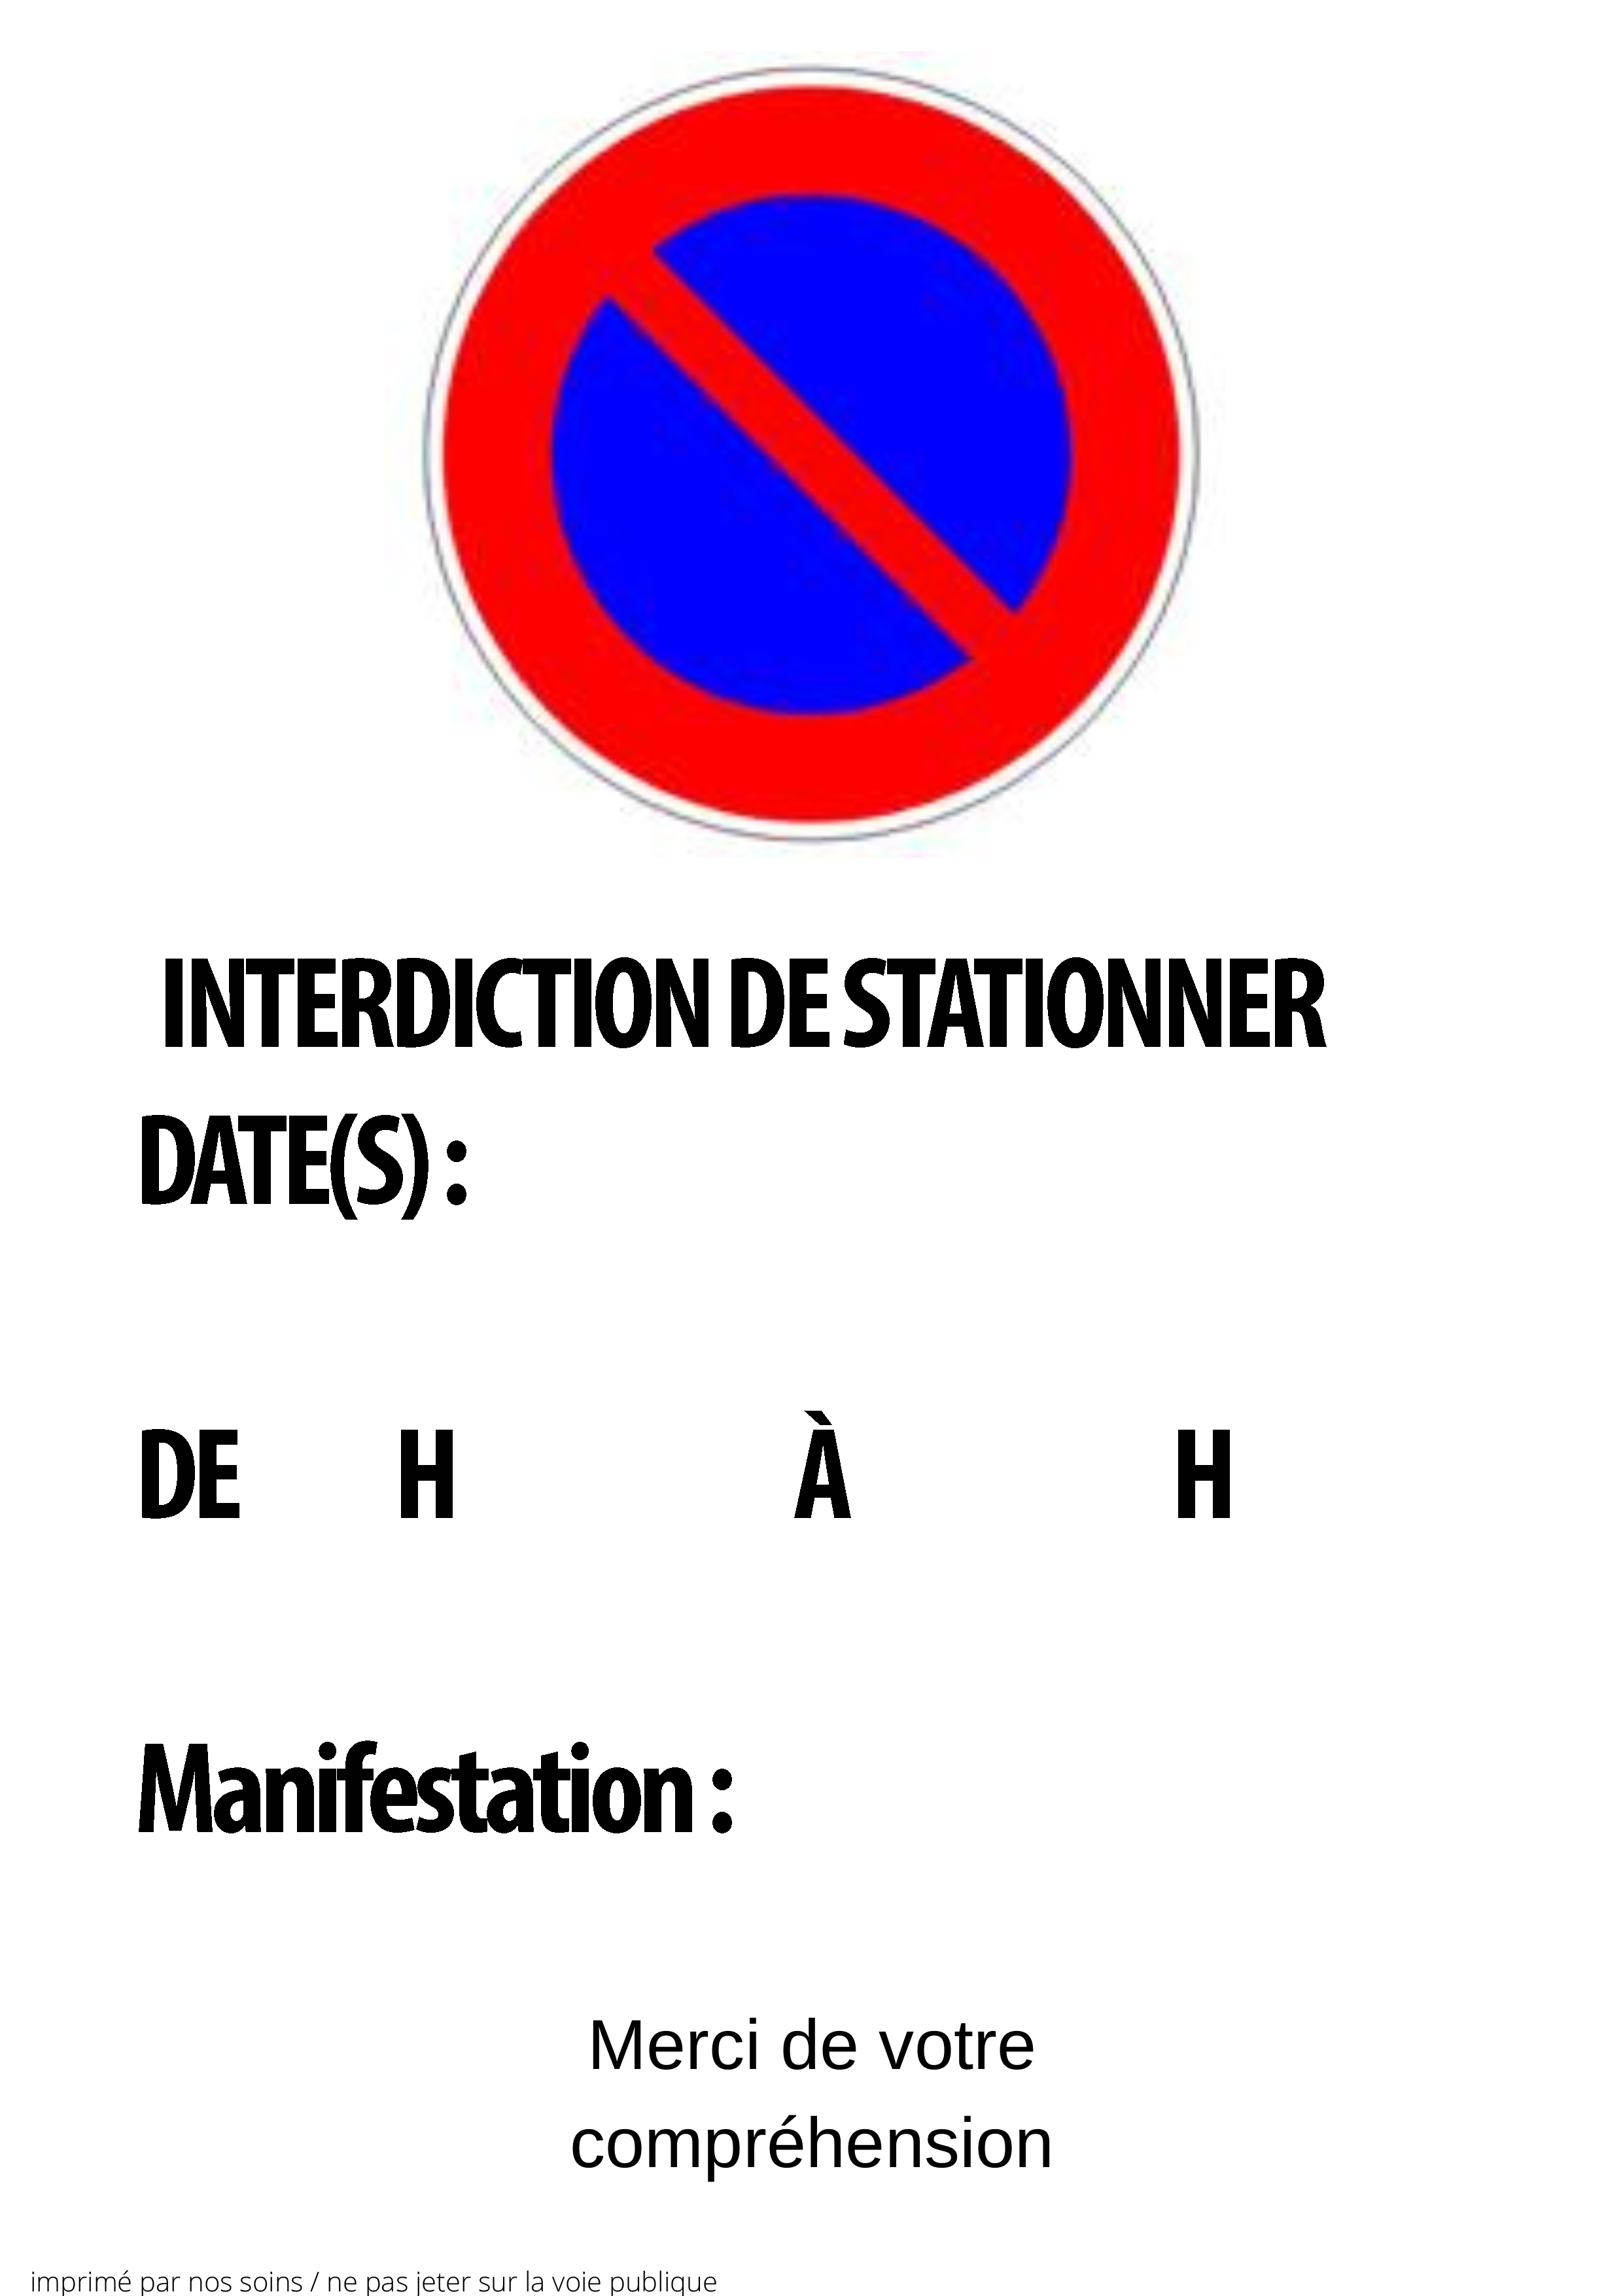 INTERDICTION DE STATIONNER
DATE(S) :
DE H À H
Manifestation :
Merci de votre
compréhension
imprimé par nos soins / ne pas jeter sur la voie publique